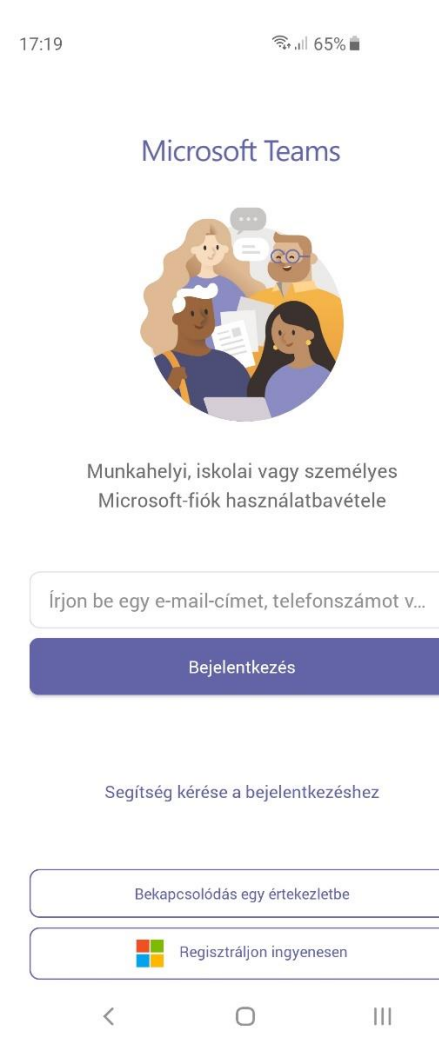 17:19 65%
Microsoft Teams
Munkahelyi, iskolai vagy személyes
Microsoft-fiók használatbavétele
Írjon be egy e-mail-címet, telefonszámot v...
Bejelentkezés
Segítség kérése a bejelentkezéshez
Bekapcsolódás egy értekezletbe
Regisztráljon ingyenesen